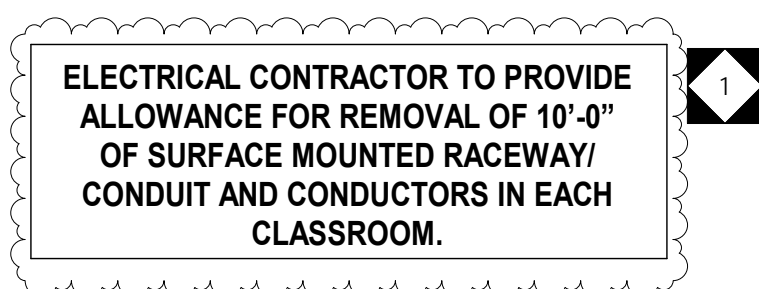 ELECTRICAL CONTRACTOR TO PROVIDE
ALLOWANCE FOR REMOVAL OF 10’-0”
OF SURFACE MOUNTED RACEWAY/
CONDUIT AND CONDUCTORS IN EACH
CLASSROOM.
1